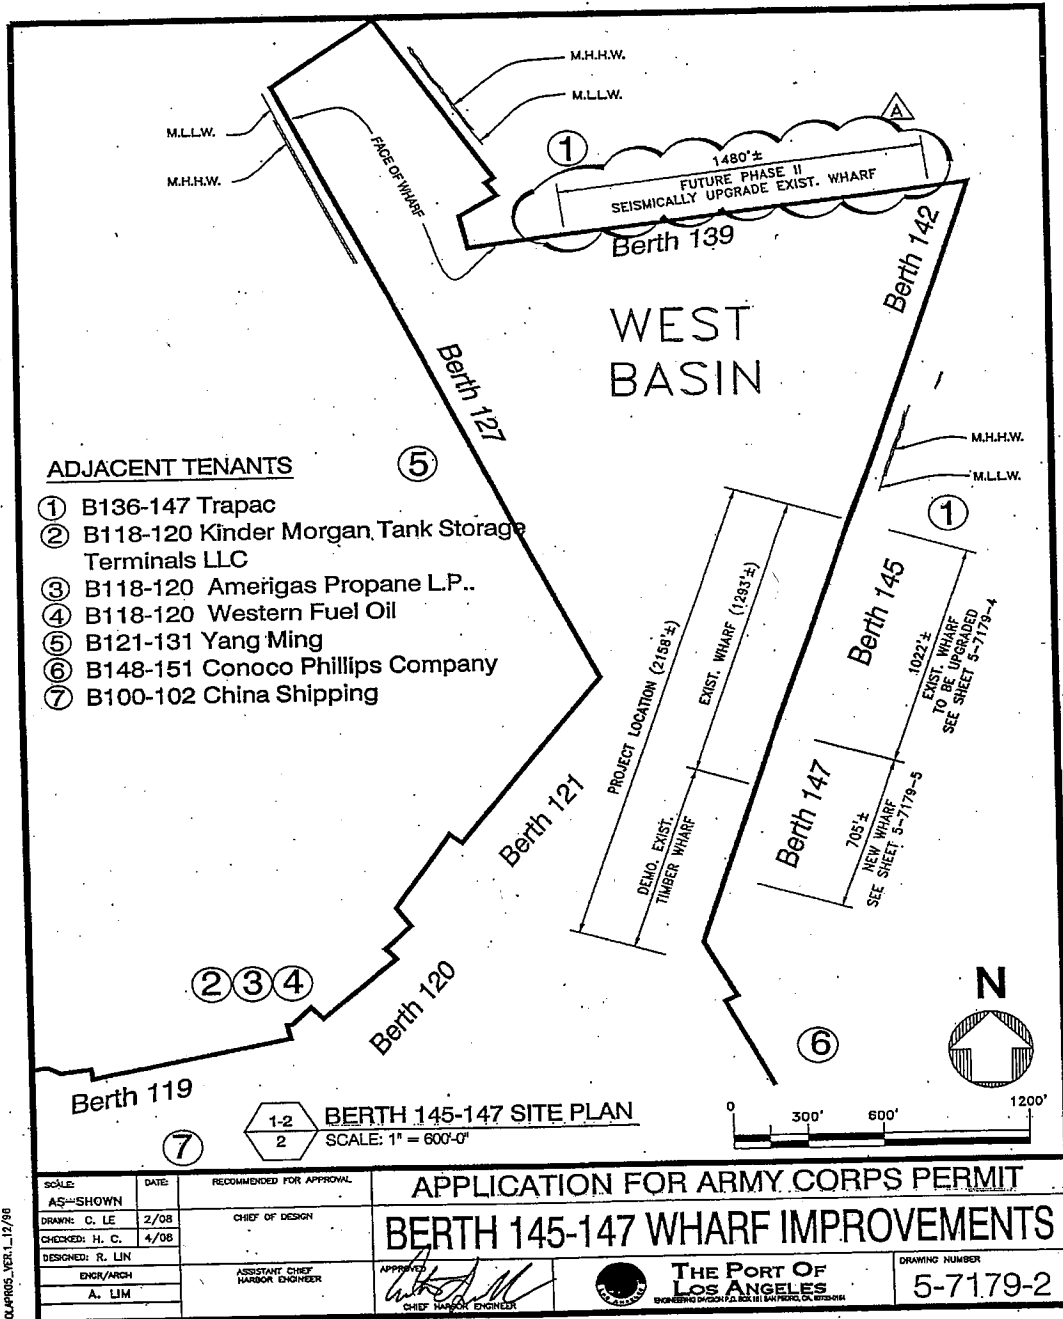 M.H.H.W.
M.L.L.W.
M.L.L.W.
M.H.H.W.
FACE OF WHARF
1
A
1480'±
FUTURE PHASE II
SEISMICALLY UPGRADE EXIST. WHARF
Berth 139
Berth 142
WEST
BASIN
Berth 127
M.H.H.W.
M.L.L.W.
5
1
ADJACENT TENANTS
1 B136-147 Trapac
2 B118-120 Kinder Morgan Tank Storage
Terminals LLC
3 B118-120 Amerigas Propane L.P..
4 B118-120 Western Fuel Oil
5 B121-131 Yang Ming
6 B148-151 Conoco Phillips Company
7 B100-102 China Shipping
PROJECT LOCATION (2158'±)
EXIST. WHARF (1293'±)
DEMO. EXIST.
TIMBER WHARF
Berth 145
1022'±
EXIST. WHARF
TO BE UPGRADED
SEE SHEET 5-7179-4
Berth 147
705'±
NEW WHARF
SEE SHEET 5-7179-5
Berth 121
Berth 120
2 3 4
Berth 119
7
6
N
0 300' 600' 1200'
1-2
2
BERTH 145-147 SITE PLAN
SCALE: 1" = 600'-0"
SCALE: AS-SHOWN
DATE:
DRAWN: C. LE 2/08
CHECKED: H. C. 4/08
DESIGNED: R. LIN
ENGR/ARCH
A. LIM
RECOMMENDED FOR APPROVAL
CHIEF OF DESIGN
ASSISTANT CHIEF
HARBOR ENGINEER
APPLICATION FOR ARMY CORPS PERMIT
BERTH 145-147 WHARF IMPROVEMENTS
APPROVED
CHIEF HARBOR ENGINEER
THE PORT OF
LOS ANGELES
DRAWING NUMBER
5-7179-2